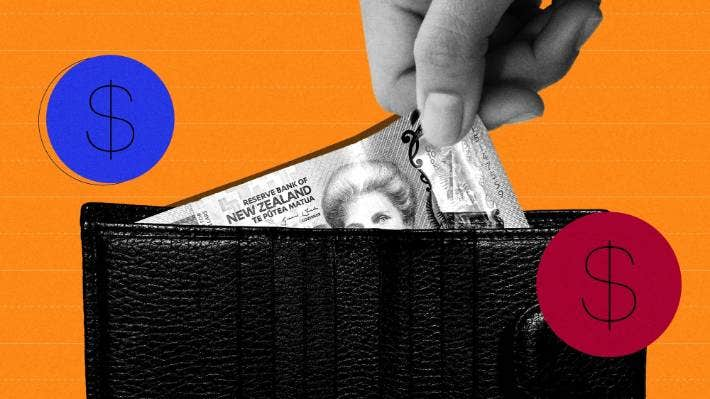 $
RESERVE BANK OF
NEW ZEALAND
TE PŪTEA MATUA
$